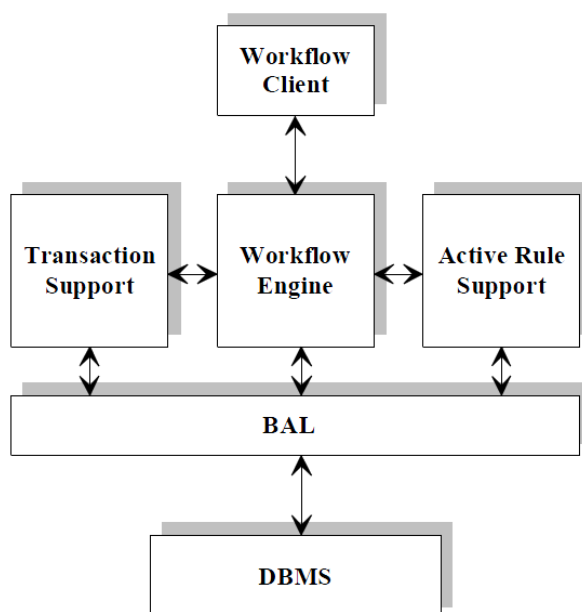 Workflow
Client
Transaction
Support
Workflow
Engine
Active Rule
Support
BAL
DBMS